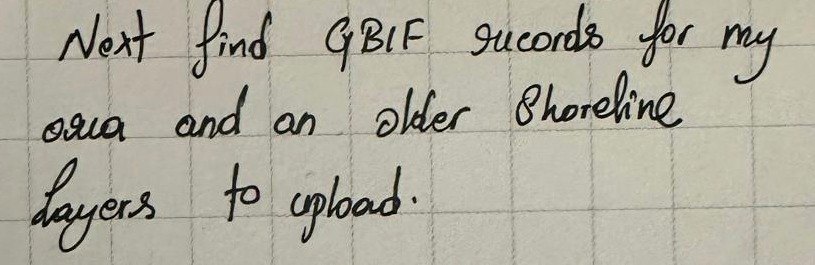 Next find GBIF records for my
area and an older Shoreline
layers to upload.